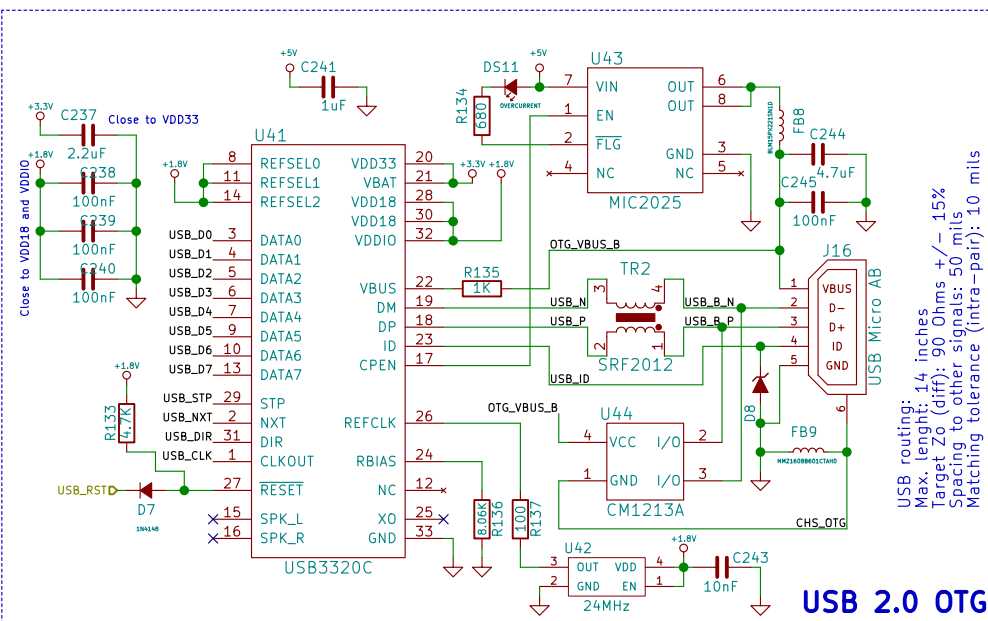 +5V
C241
1uF
+3.3V
C237
2.2uF
Close to VDD33
+1.8V
C238
100nF
C239
100nF
C240
100nF
Close to VDD18 and VDDIO
U41
+1.8V
8 REFSEL0 VDD33 20
11 REFSEL1 VBAT 21
14 REFSEL2 VDD18 28
VDD18 30
VDDIO 32
+3.3V +1.8V
USB_D0 3 DATA0
USB_D1 4 DATA1
USB_D2 5 DATA2 VBUS 22
USB_D3 6 DATA3 DM 19
USB_D4 7 DATA4 DP 18
USB_D5 9 DATA5 ID 23
USB_D6 10 DATA6 CPEN 17
USB_D7 13 DATA7
USB_STP 29 STP
USB_NXT 2 NXT REFCLK 26
USB_DIR 31 DIR
USB_CLK 1 CLKOUT RBIAS 24
27 RESET NC 12
15 SPK_L XO 25
16 SPK_R GND 33
USB3320C
+1.8V
R133
4.7K
USB_RST
D7
1N4148
DS11
OVERCURRENT
+5V
R134
680
U43
7 VIN OUT 6
OUT 8
1 EN
2 FLG GND 3
4 NC NC 5
MIC2025
FB8
BLM15PX221SN1D
C244
4.7uF
C245
100nF
OTG_VBUS_B
R135
1K
TR2
3 4
2 1
SRF2012
USB_N
USB_P
USB_B_N
USB_B_P
USB_ID
J16
1 VBUS
2 D-
3 D+
4 ID
5 GND
6
USB Micro AB
D8
FB9
MMZ1608B601CTAH0
OTG_VBUS_B
U44
4 VCC I/O 2
1 GND I/O 3
CM1213A
CHS_OTG
8.06K
R136
100
R137
U42
3 OUT VDD 4
2 GND EN 1
24MHz
+1.8V
C243
10nF
USB routing:
Max. lenght: 14 inches
Target Zo (diff): 90 Ohms +/- 15%
Spacing to other signals: 50 mils
Matching tolerance (intra-pair): 10 mils
USB 2.0 OTG